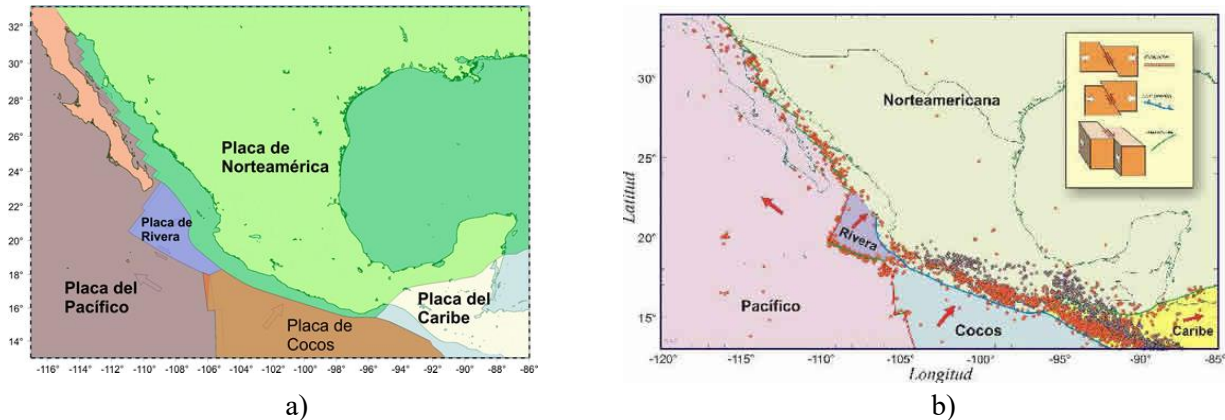 32°
30°
28°
26°
24°
22°
20°
18°
16°
14°
Placa de
Norteamérica
Placa de
Rivera
Placa del
Pacífico
Placa de
Cocos
Placa del
Caribe
-116° -114° -112° -110° -108° -106° -104° -102° -100° -98° -96° -94° -92° -90° -88° -86°
a)
Latitud
30°
25°
20°
15°
Norteamericana
Rivera
Pacífico
Cocos
Caribe
-120° -115° -110° -105° -100° -95° -90° -85°
Longitud
b)